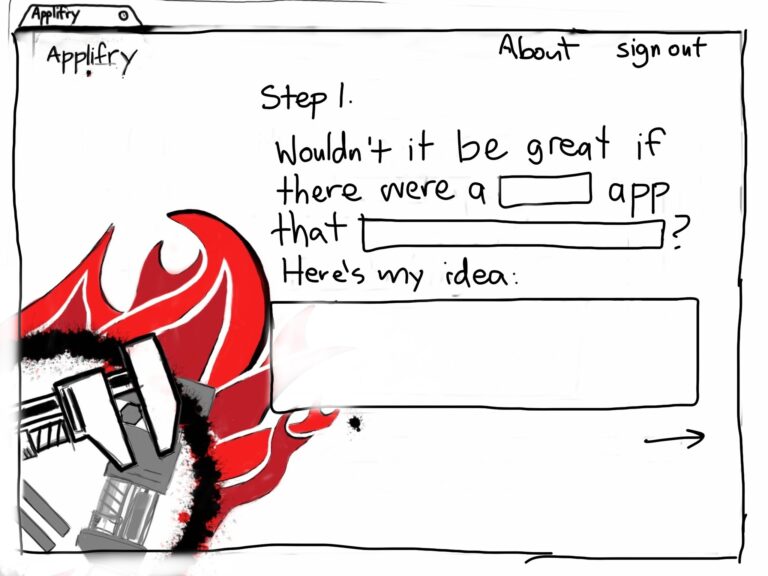 Applifry
Applifry
About sign out
Step 1.
Wouldn't it be great if
there were a app
that ?
Here's my idea: